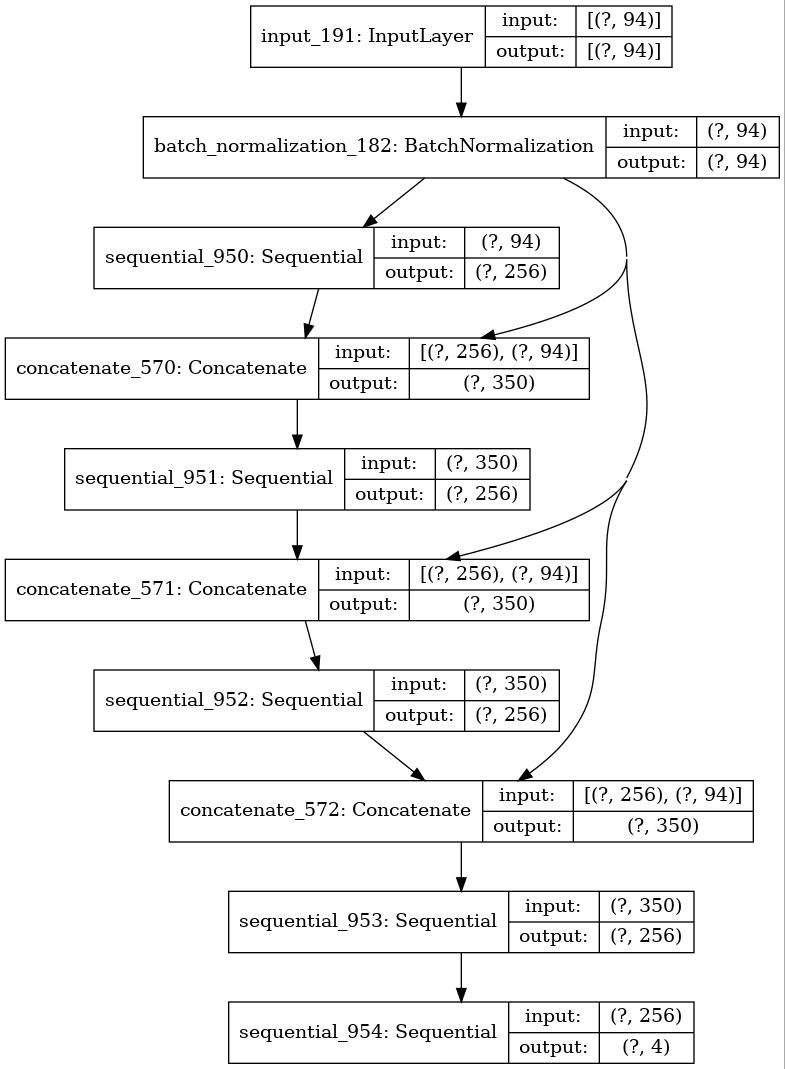 input_191: InputLayer
input:
[(?, 94)]
output:
[(?, 94)]
batch_normalization_182: BatchNormalization
input:
(?, 94)
output:
(?, 94)
sequential_950: Sequential
input:
(?, 94)
output:
(?, 256)
concatenate_570: Concatenate
input:
[(?, 256), (?, 94)]
output:
(?, 350)
sequential_951: Sequential
input:
(?, 350)
output:
(?, 256)
concatenate_571: Concatenate
input:
[(?, 256), (?, 94)]
output:
(?, 350)
sequential_952: Sequential
input:
(?, 350)
output:
(?, 256)
concatenate_572: Concatenate
input:
[(?, 256), (?, 94)]
output:
(?, 350)
sequential_953: Sequential
input:
(?, 350)
output:
(?, 256)
sequential_954: Sequential
input:
(?, 256)
output:
(?, 4)